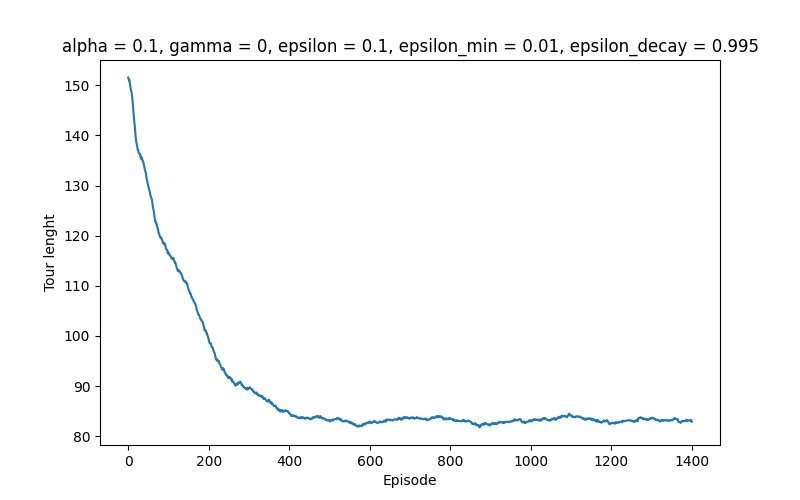 alpha = 0.1, gamma = 0, epsilon = 0.1, epsilon_min = 0.01, epsilon_decay = 0.995
150
140
130
120
110
100
90
80
Tour lenght
0 200 400 600 800 1000 1200 1400
Episode